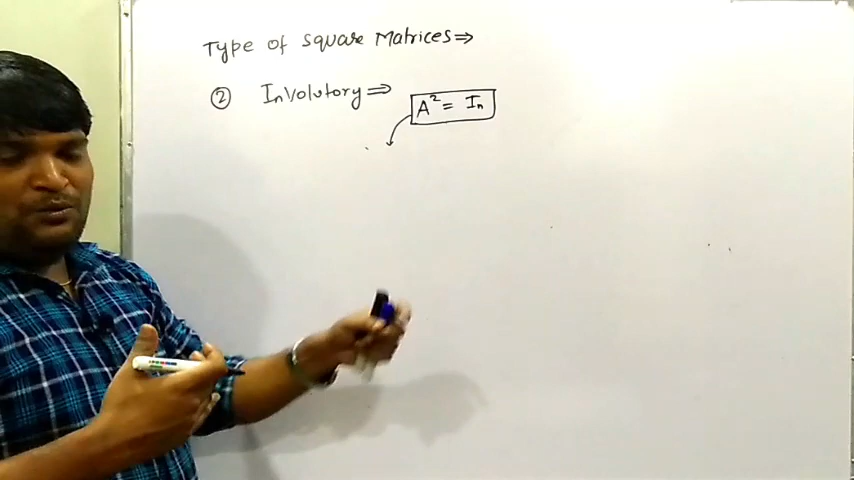 Type of Square Matrices ⇒
② Involutory ⇒
A² = Iₙ